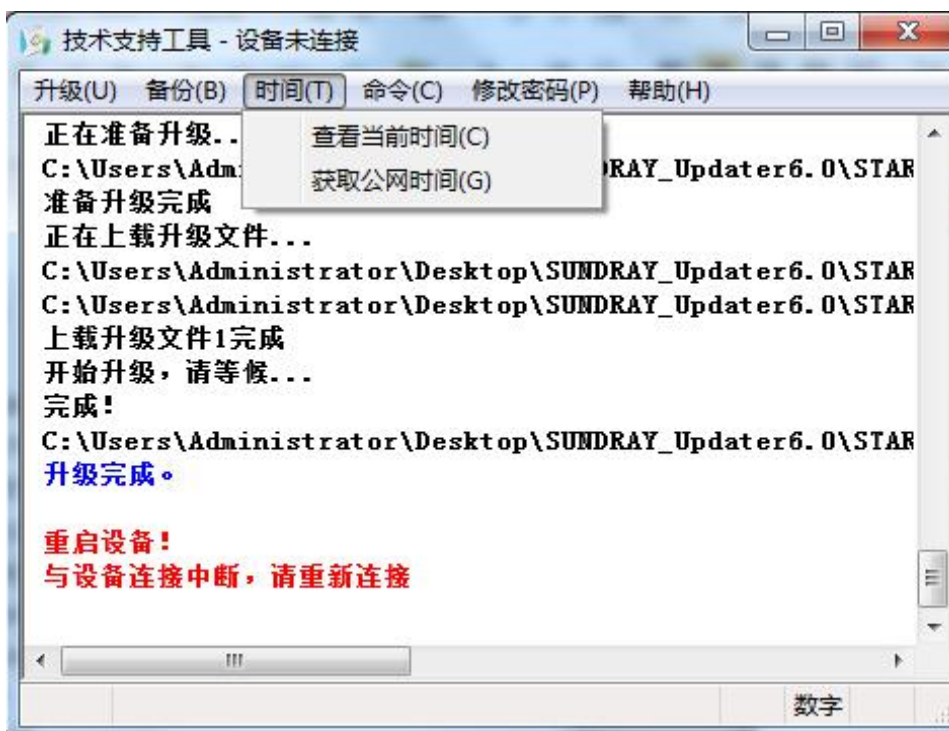 技术支持工具 - 设备未连接
升级(U) 备份(B) 时间(T) 命令(C) 修改密码(P) 帮助(H)
查看当前时间(C)
获取公网时间(G)
正在准备升级..
C:\Users\Adm RAY_Updater6.0\STAR
准备升级完成
正在上载升级文件...
C:\Users\Administrator\Desktop\SUNDRAY_Updater6.0\STAR
C:\Users\Administrator\Desktop\SUNDRAY_Updater6.0\STAR
上载升级文件1完成
开始升级，请等候...
完成!
C:\Users\Administrator\Desktop\SUNDRAY_Updater6.0\STAR
升级完成。
重启设备!
与设备连接中断，请重新连接
数字